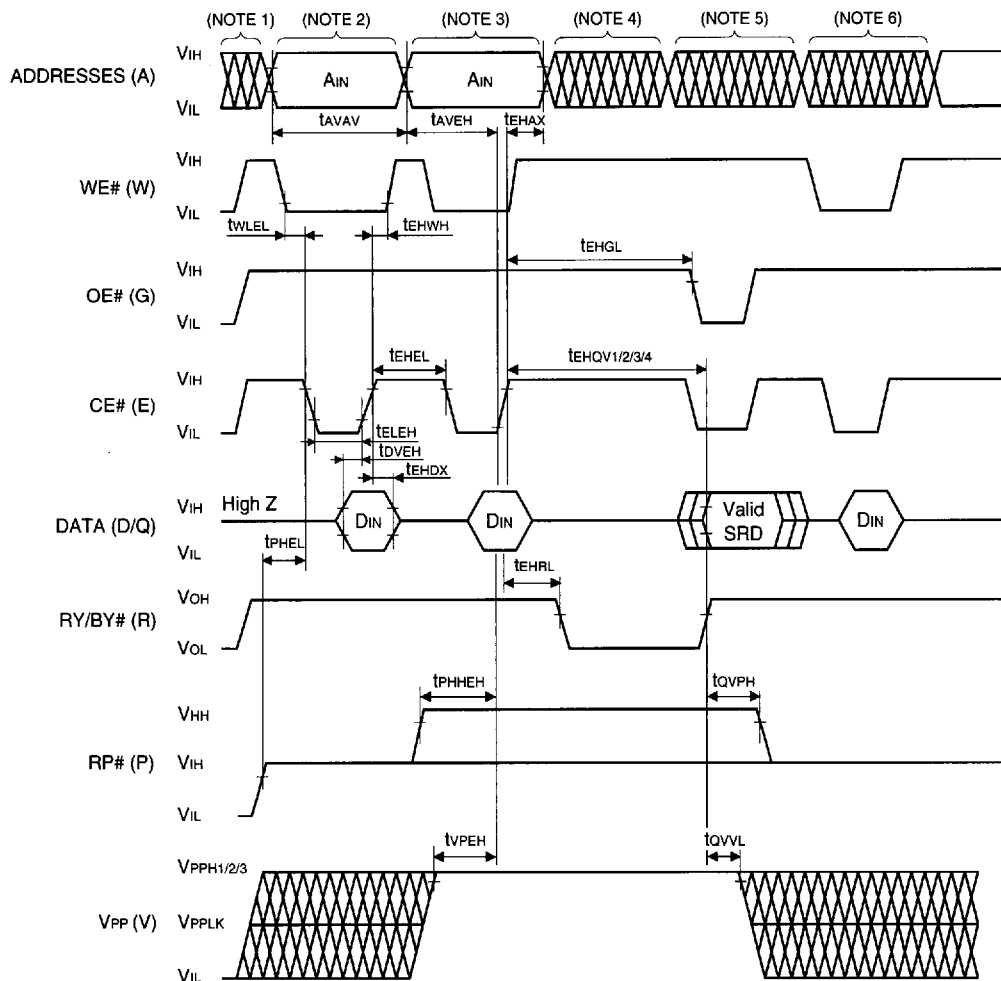 (NOTE 1) (NOTE 2) (NOTE 3) (NOTE 4) (NOTE 5) (NOTE 6)
VIH
ADDRESSES (A)
AIN AIN
VIL
tAVAV tAVEH tEHAX
VIH
WE# (W)
VIL
tWLEL tEHWH
tEHGL
VIH
OE# (G)
VIL
tEHEL tEHQV1/2/3/4
VIH
CE# (E)
VIL
tELEH
tDVEH
tEHDX
VIH High Z
DATA (D/Q)
DIN DIN Valid SRD DIN
VIL
tPHEL
tEHRL
VOH
RY/BY# (R)
VOL
tPHHEH tQVPH
VHH
RP# (P) VIH
VIL
tVPEH tQVVL
VPPH1/2/3
VPP (V) VPPLK
VIL